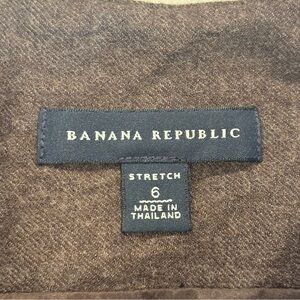 BANANA REPUBLIC
STRETCH
6
MADE IN
THAILAND